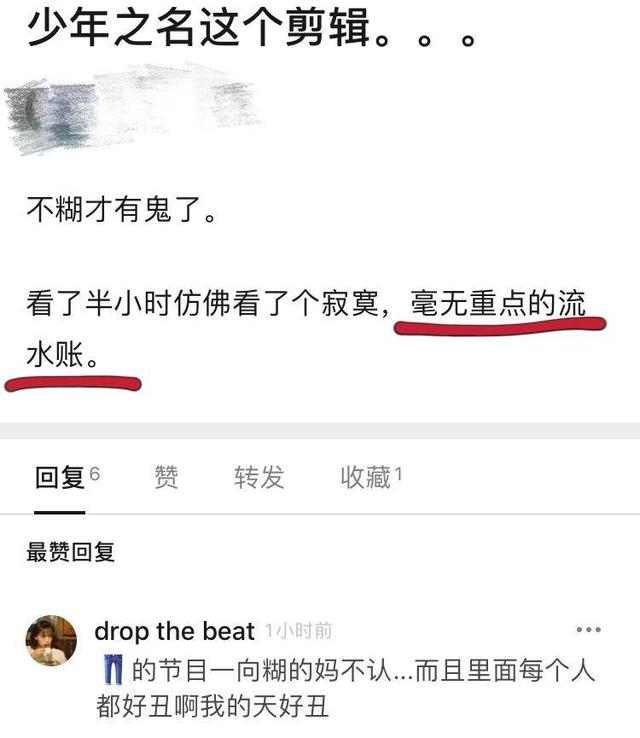 少年之名这个剪辑。。。
不糊才有鬼了。
看了半小时仿佛看了个寂寞，毫无重点的流
水账。
回复6 赞 转发 收藏1
最赞回复
drop the beat 1小时前
👖的节目一向糊的妈不认...而且里面每个人
都好丑啊我的天好丑